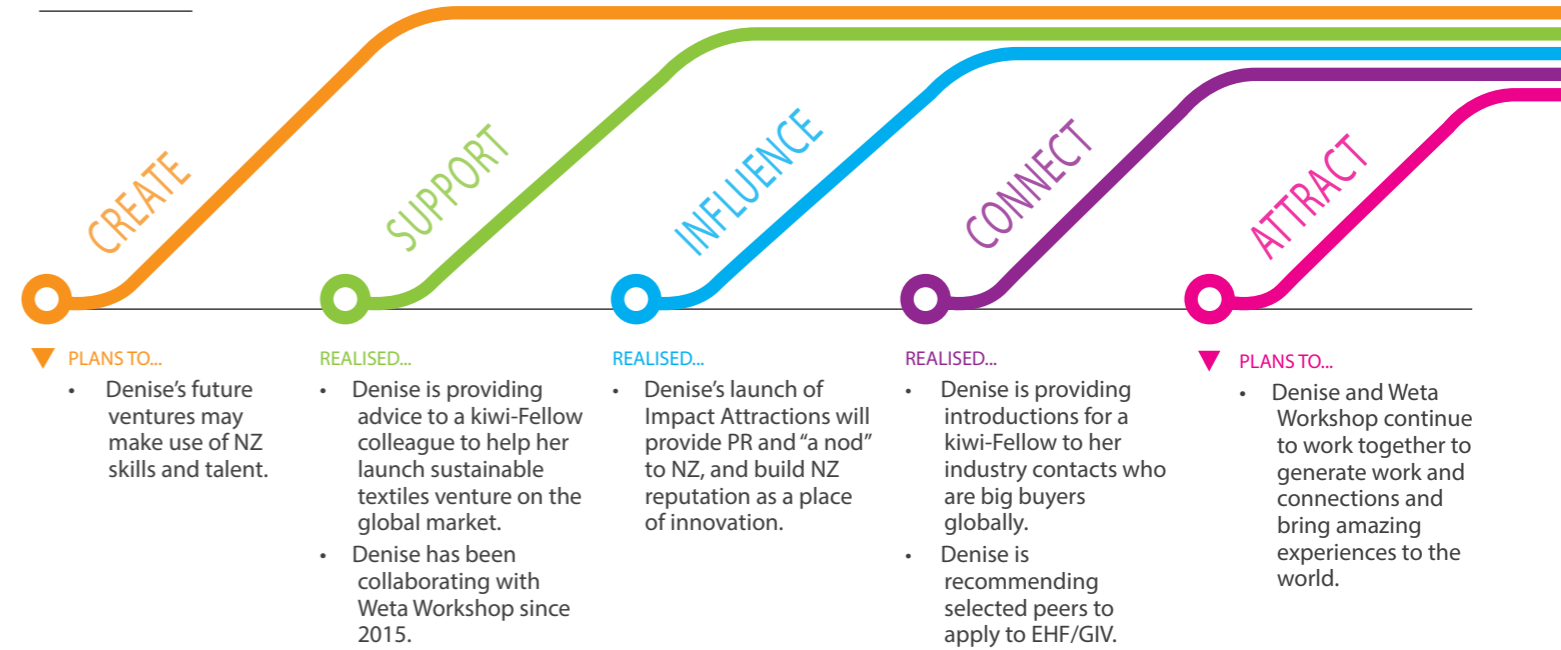 CREATE
SUPPORT
INFLUENCE
CONNECT
ATTRACT
PLANS TO...
• Denise’s future
ventures may
make use of NZ
skills and talent.
REALISED...
• Denise is providing
advice to a kiwi-Fellow
colleague to help her
launch sustainable
textiles venture on the
global market.
• Denise has been
collaborating with
Weta Workshop since
2015.
REALISED...
• Denise’s launch of
Impact Attractions will
provide PR and “a nod”
to NZ, and build NZ
reputation as a place
of innovation.
REALISED...
• Denise is providing
introductions for a
kiwi-Fellow to her
industry contacts who
are big buyers
globally.
• Denise is
recommending
selected peers to
apply to EHF/GIV.
PLANS TO...
• Denise and Weta
Workshop continue
to work together to
generate work and
connections and
bring amazing
experiences to the
world.